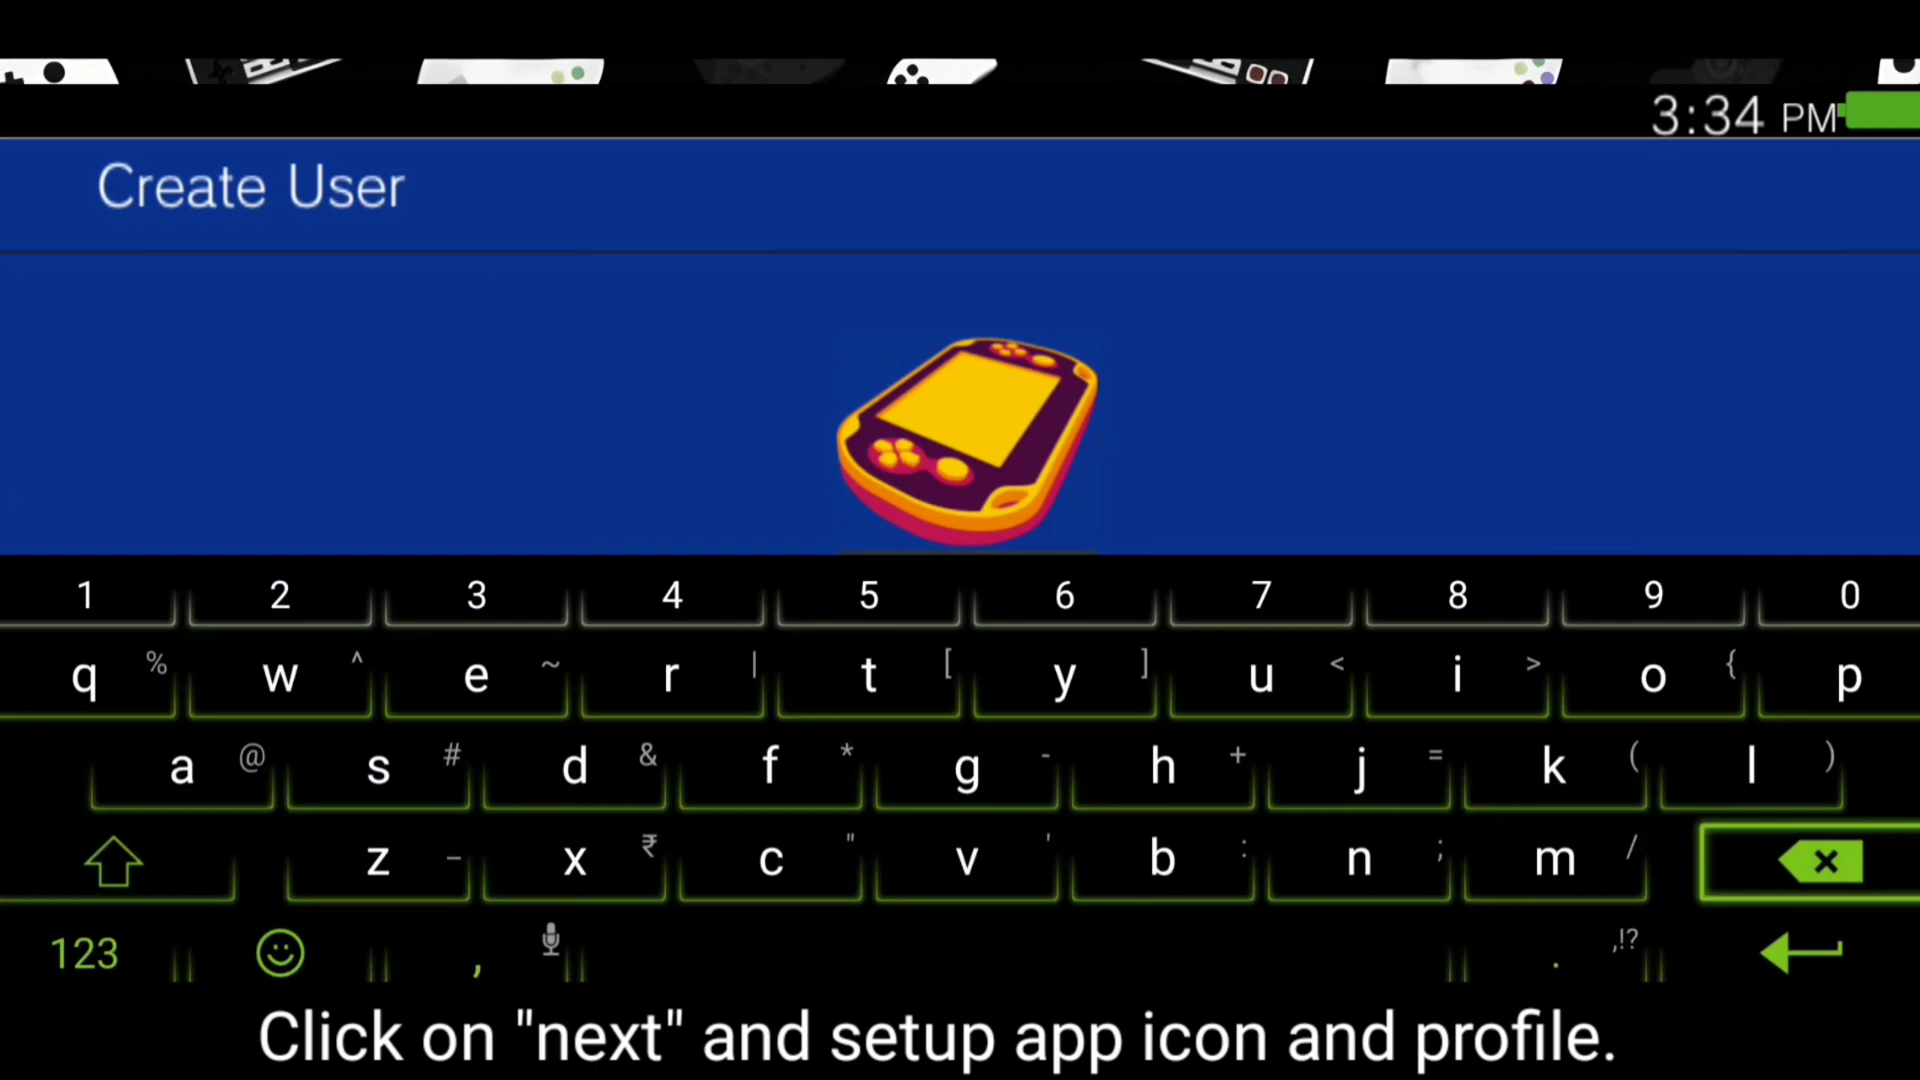 3:34 PM
Create User
1 2 3 4 5 6 7 8 9 0
q % w ^ e ~ r | t [ y ] u < i > o { p
a @ s # d & f * g - h + j = k ( l )
z – x ₹ c " v ' b : n ; m /
123 , . ,!?
Click on "next" and setup app icon and profile.